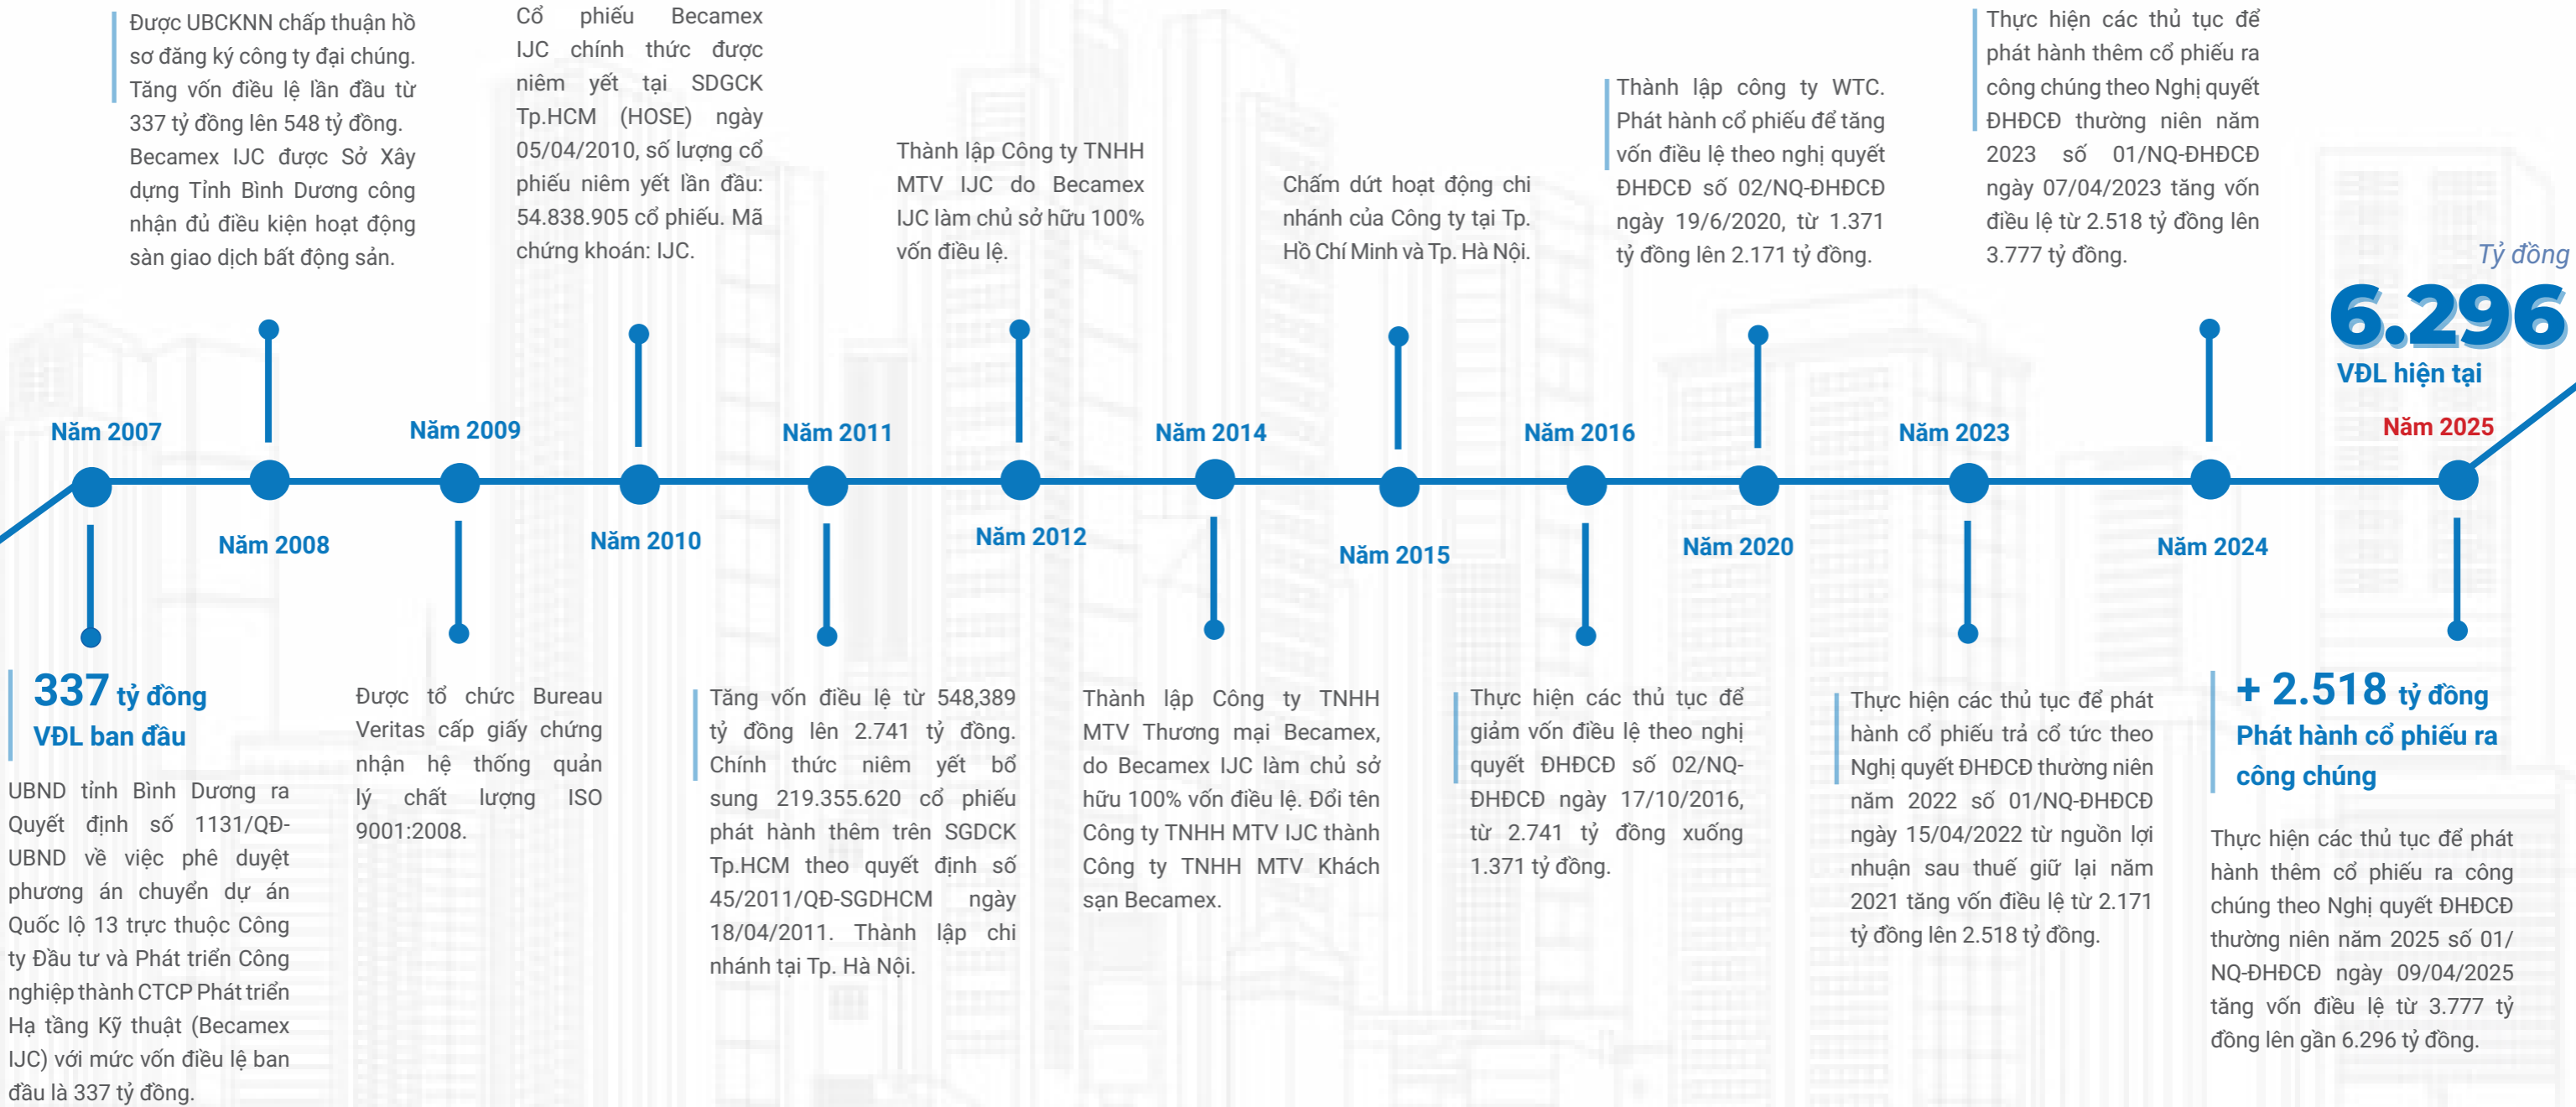 Được UBCKNN chấp thuận hồ
sơ đăng ký công ty đại chúng.
Tăng vốn điều lệ lần đầu từ
337 tỷ đồng lên 548 tỷ đồng.
Becamex IJC được Sở Xây
dựng Tỉnh Bình Dương công
nhận đủ điều kiện hoạt động
sàn giao dịch bất động sản.
Cổ phiếu Becamex
IJC chính thức được
niêm yết tại SDGCK
Tp.HCM (HOSE) ngày
05/04/2010, số lượng cổ
phiếu niêm yết lần đầu:
54.838.905 cổ phiếu. Mã
chứng khoán: IJC.
Thành lập Công ty TNHH
MTV IJC do Becamex
IJC làm chủ sở hữu 100%
vốn điều lệ.
Chấm dứt hoạt động chi
nhánh của Công ty tại Tp.
Hồ Chí Minh và Tp. Hà Nội.
Thành lập công ty WTC.
Phát hành cổ phiếu để tăng
vốn điều lệ theo nghị quyết
ĐHĐCĐ số 02/NQ-ĐHĐCĐ
ngày 19/6/2020, từ 1.371
tỷ đồng lên 2.171 tỷ đồng.
Thực hiện các thủ tục để
phát hành thêm cổ phiếu ra
công chúng theo Nghị quyết
ĐHĐCĐ thường niên năm
2023 số 01/NQ-ĐHĐCĐ
ngày 07/04/2023 tăng vốn
điều lệ từ 2.518 tỷ đồng lên
3.777 tỷ đồng.
Tỷ đồng
6.296
VĐL hiện tại
Năm 2007
Năm 2008
Năm 2009
Năm 2010
Năm 2011
Năm 2012
Năm 2014
Năm 2015
Năm 2016
Năm 2020
Năm 2023
Năm 2024
Năm 2025
337 tỷ đồng
VĐL ban đầu
UBND tỉnh Bình Dương ra
Quyết định số 1131/QĐ-
UBND về việc phê duyệt
phương án chuyển dự án
Quốc lộ 13 trực thuộc Công
ty Đầu tư và Phát triển Công
nghiệp thành CTCP Phát triển
Hạ tầng Kỹ thuật (Becamex
IJC) với mức vốn điều lệ ban
đầu là 337 tỷ đồng.
Được tổ chức Bureau
Veritas cấp giấy chứng
nhận hệ thống quản
lý chất lượng ISO
9001:2008.
Tăng vốn điều lệ từ 548,389
tỷ đồng lên 2.741 tỷ đồng.
Chính thức niêm yết bổ
sung 219.355.620 cổ phiếu
phát hành thêm trên SGDCK
Tp.HCM theo quyết định số
45/2011/QĐ-SGDHCM ngày
18/04/2011. Thành lập chi
nhánh tại Tp. Hà Nội.
Thành lập Công ty TNHH
MTV Thương mại Becamex,
do Becamex IJC làm chủ sở
hữu 100% vốn điều lệ. Đổi tên
Công ty TNHH MTV IJC thành
Công ty TNHH MTV Khách
sạn Becamex.
Thực hiện các thủ tục để
giảm vốn điều lệ theo nghị
quyết ĐHĐCĐ số 02/NQ-
ĐHĐCĐ ngày 17/10/2016,
từ 2.741 tỷ đồng xuống
1.371 tỷ đồng.
Thực hiện các thủ tục để phát
hành cổ phiếu trả cổ tức theo
Nghị quyết ĐHĐCĐ thường niên
năm 2022 số 01/NQ-ĐHĐCĐ
ngày 15/04/2022 từ nguồn lợi
nhuận sau thuế giữ lại năm
2021 tăng vốn điều lệ từ 2.171
tỷ đồng lên 2.518 tỷ đồng.
+ 2.518 tỷ đồng
Phát hành cổ phiếu ra
công chúng
Thực hiện các thủ tục để phát
hành thêm cổ phiếu ra công
chúng theo Nghị quyết ĐHĐCĐ
thường niên năm 2025 số 01/
NQ-ĐHĐCĐ ngày 09/04/2025
tăng vốn điều lệ từ 3.777 tỷ
đồng lên gần 6.296 tỷ đồng.